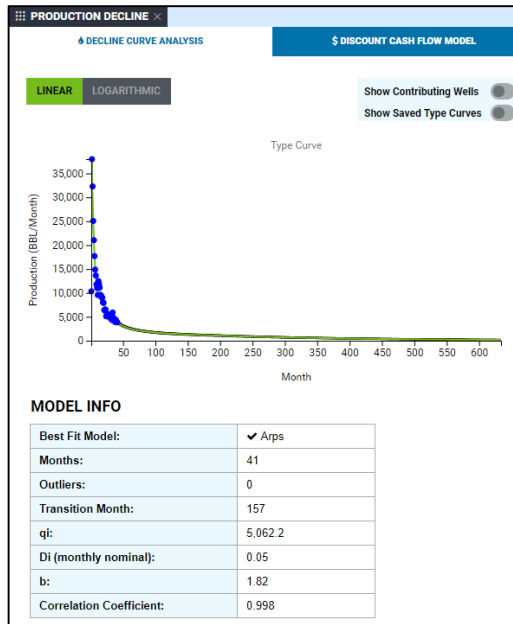 PRODUCTION DECLINE ×
DECLINE CURVE ANALYSIS
$ DISCOUNT CASH FLOW MODEL
LINEAR LOGARITHMIC
Show Contributing Wells
Show Saved Type Curves
Type Curve
35,000
30,000
25,000
20,000
15,000
10,000
5,000
0
Production (BBL/Month)
50 100 150 200 250 300 350 400 450 500 550 600
Month
MODEL INFO
Best Fit Model: ✔ Arps
Months: 41
Outliers: 0
Transition Month: 157
qi: 5,062.2
Di (monthly nominal): 0.05
b: 1.82
Correlation Coefficient: 0.998